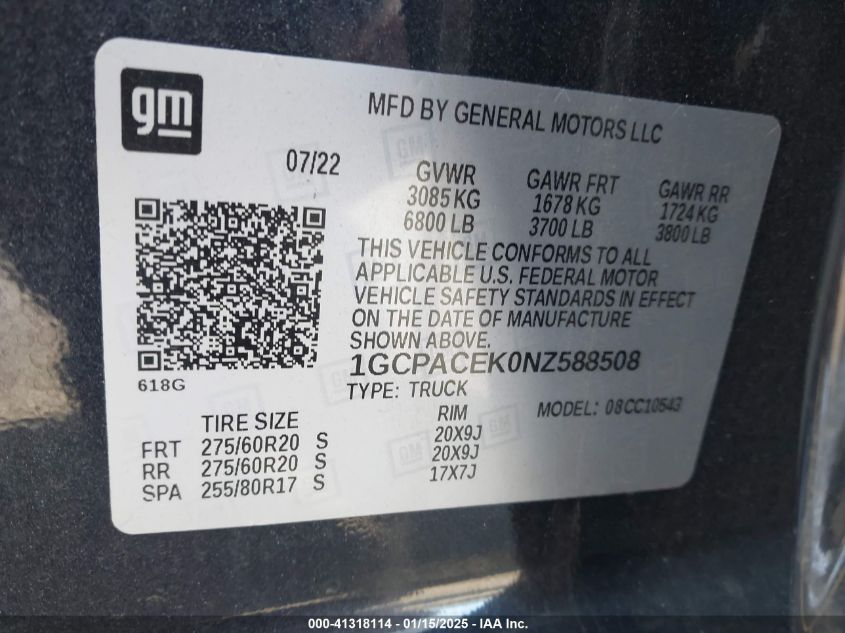 gm
MFD BY GENERAL MOTORS LLC
07/22
GVWR GAWR FRT GAWR RR
3085 KG 1678 KG 1724 KG
6800 LB 3700 LB 3800 LB
THIS VEHICLE CONFORMS TO ALL
APPLICABLE U.S. FEDERAL MOTOR
VEHICLE SAFETY STANDARDS IN EFFECT
ON THE DATE OF MANUFACTURE
SHOWN ABOVE.
1GCPACEK0NZ588508
618G
TYPE: TRUCK
MODEL: 08CC10543
TIRE SIZE RIM
FRT 275/60R20 S 20X9J
RR 275/60R20 S 20X9J
SPA 255/80R17 S 17X7J
000-41318114 - 01/15/2025 - IAAI Inc.